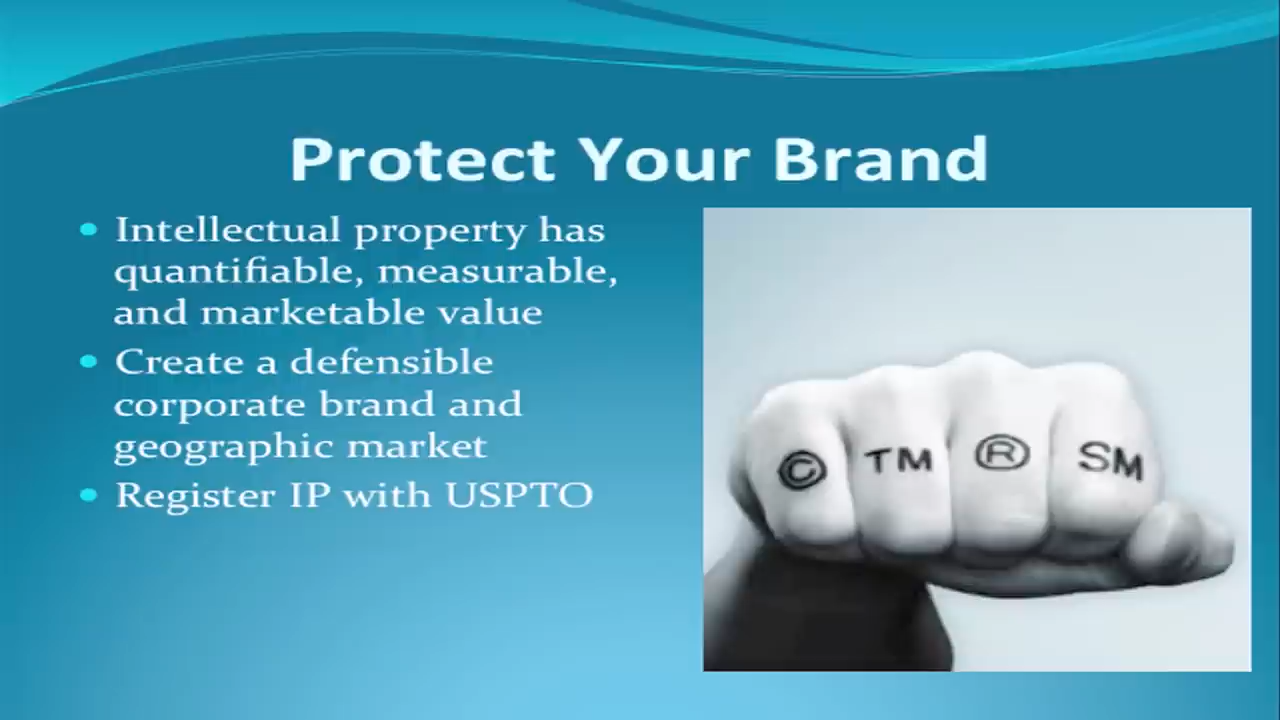 Protect Your Brand
Intellectual property has
quantifiable, measurable,
and marketable value
Create a defensible
corporate brand and
geographic market
Register IP with USPTO
© TM ® SM